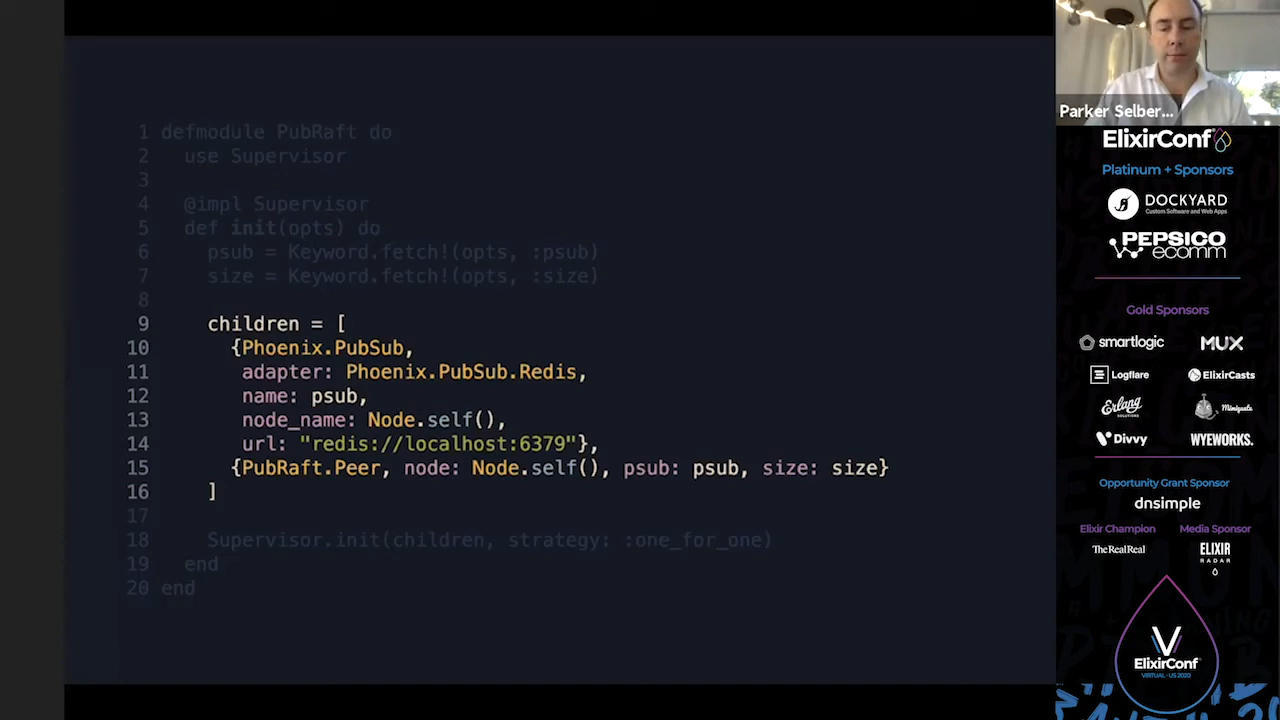 1 defmodule PubRaft do
2 use Supervisor
3
4 @impl Supervisor
5 def init(opts) do
6 psub = Keyword.fetch!(opts, :psub)
7 size = Keyword.fetch!(opts, :size)
8
9 children = [
10 {Phoenix.PubSub,
11 adapter: Phoenix.PubSub.Redis,
12 name: psub,
13 node_name: Node.self(),
14 url: "redis://localhost:6379"},
15 {PubRaft.Peer, node: Node.self(), psub: psub, size: size}
16 ]
17
18 Supervisor.init(children, strategy: :one_for_one)
19 end
20 end
Parker Selber...
ElixirConf
Platinum + Sponsors
DOCKYARD
Custom Software and Web Apps
PEPSICO
ecomm
Gold Sponsors
smartlogic
MUX
Logflare
ElixirCasts
Erlang
SOLUTIONS
Miniquate
Divvy
WYEWORKS.
Opportunity Grant Sponsor
dnsimple
Elixir Champion
Media Sponsor
The RealReal
ELIXIR
RADAR
V
ElixirConf
VIRTUAL - US 2020